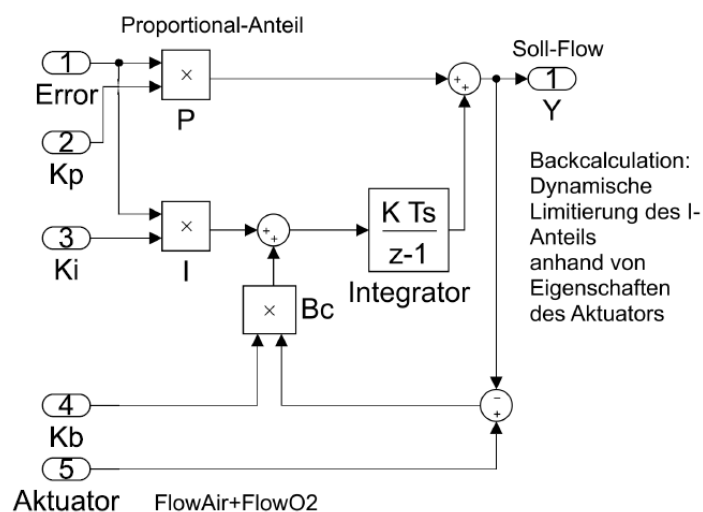 Proportional-Anteil
1
Error
×
P
+
+
Soll-Flow
1
Y
2
Kp
Backcalculation:
Dynamische
Limitierung des I-
Anteils
anhand von
Eigenschaften
des Aktuators
3
Ki
×
I
+
+
K Ts
z-1
Integrator
×
Bc
4
Kb
−
+
5
Aktuator
FlowAir+FlowO2